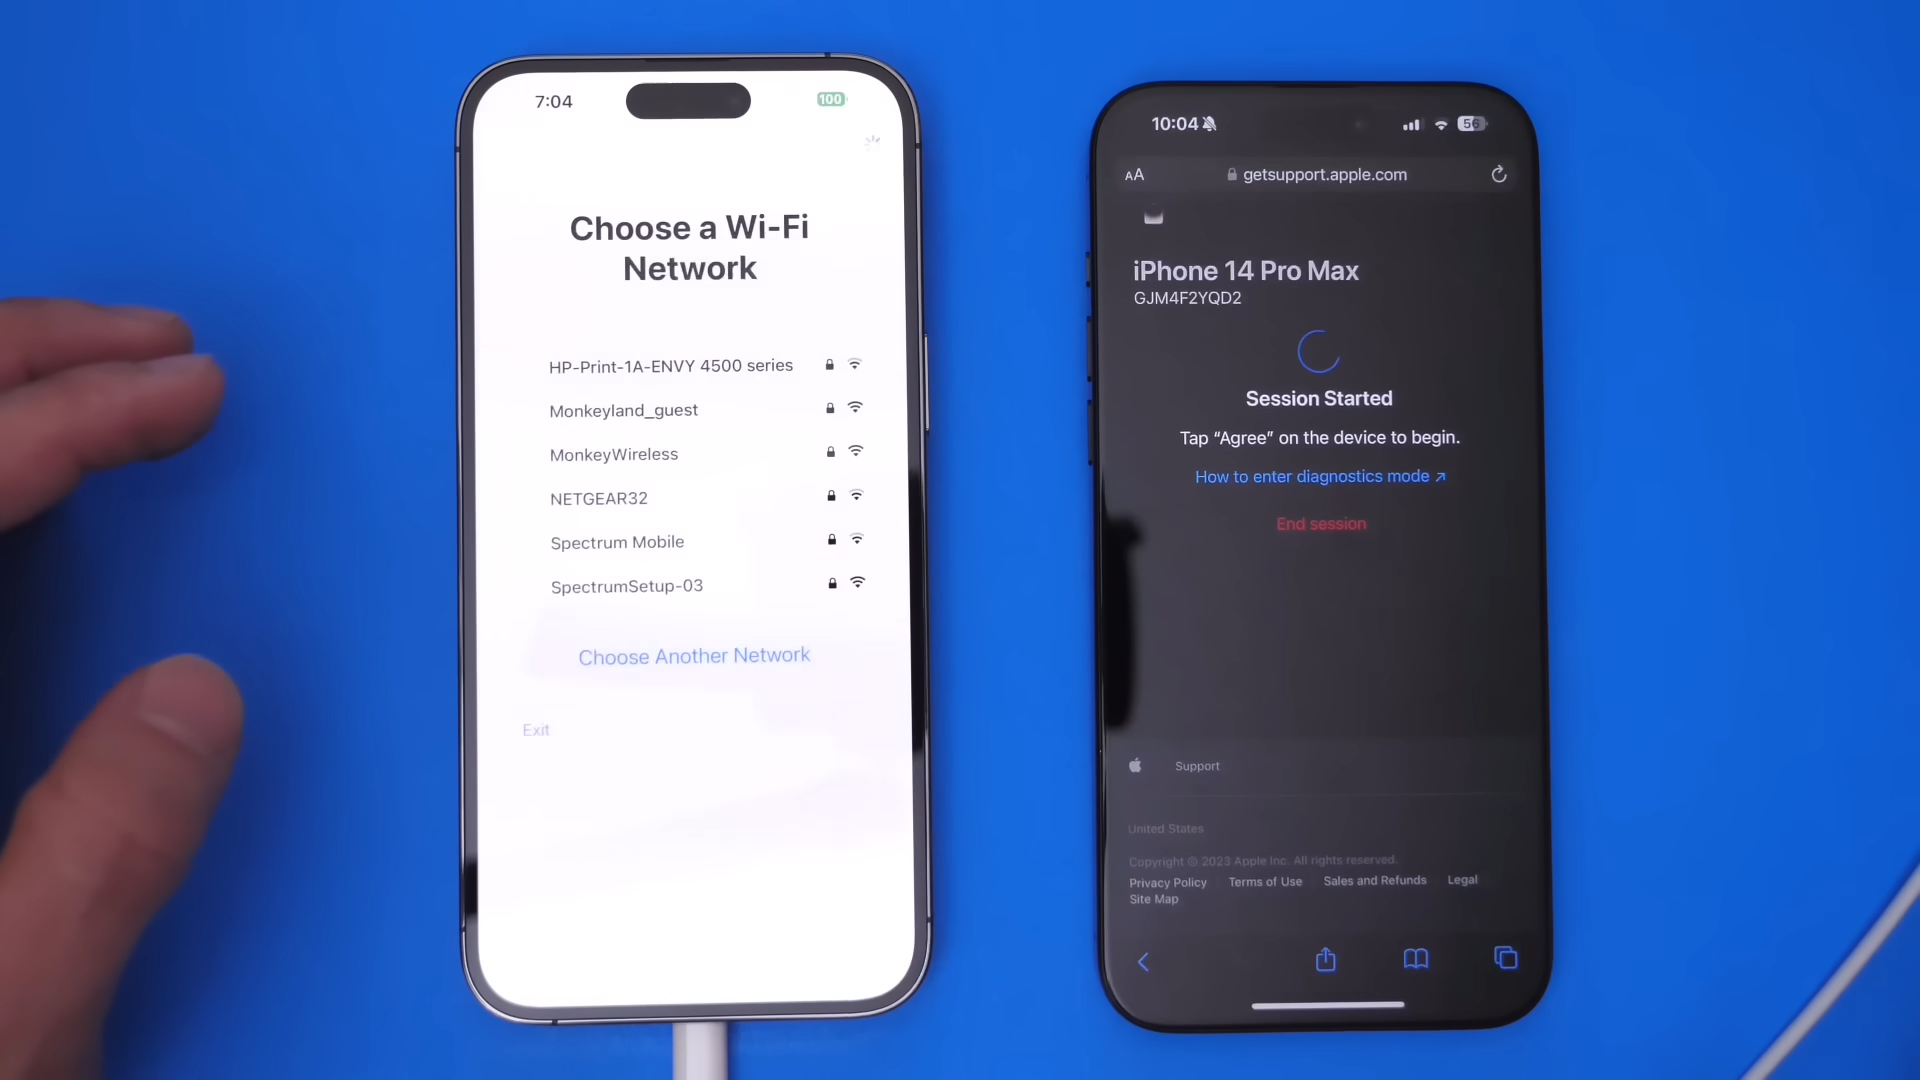 7:04
100
Choose a Wi-Fi
Network
HP-Print-1A-ENVY 4500 series
Monkeyland_guest
MonkeyWireless
NETGEAR32
Spectrum Mobile
SpectrumSetup-03
Choose Another Network
Exit
10:04
56
AA
getsupport.apple.com
iPhone 14 Pro Max
GJM4F2YQD2
Session Started
Tap “Agree” on the device to begin.
How to enter diagnostics mode ↗
End session
Support
United States
Copyright © 2023 Apple Inc. All rights reserved.
Privacy Policy Terms of Use Sales and Refunds Legal
Site Map